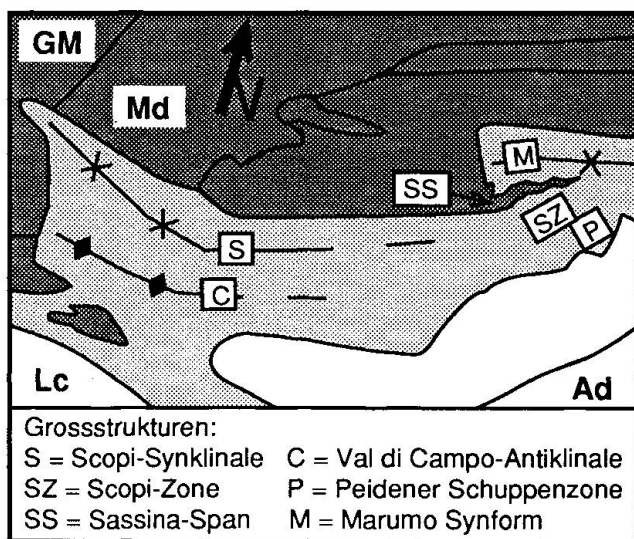 GM
Md
N
M
SS
SZ
P
S
C
Lc
Ad
Grossstrukturen:
S = Scopi-Synklinale C = Val di Campo-Antiklinale
SZ = Scopi-Zone P = Peidener Schuppenzone
SS = Sassina-Span M = Marumo Synform